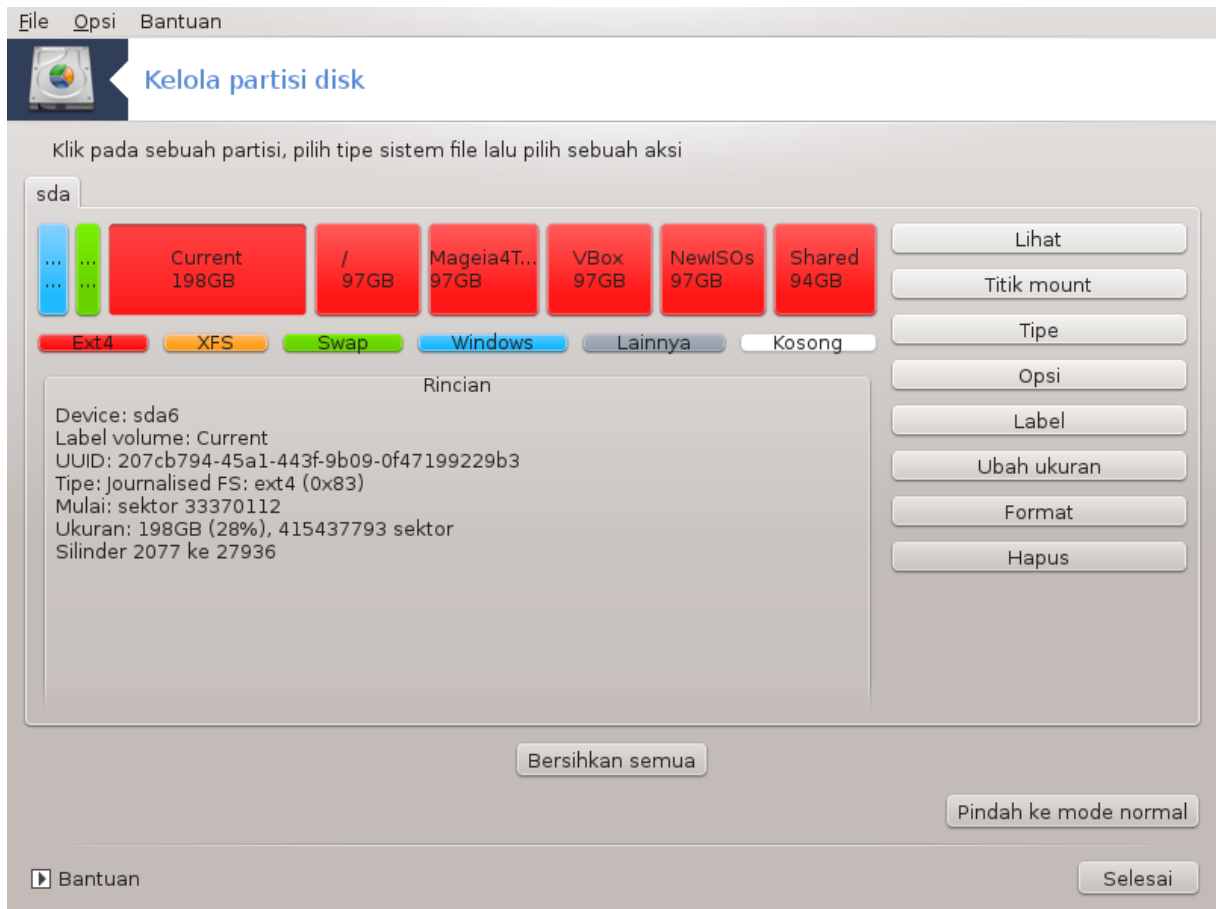 File Opsi Bantuan
Kelola partisi disk
Klik pada sebuah partisi, pilih tipe sistem file lalu pilih sebuah aksi
sda
...
...
...
...
Current
198GB
/
97GB
Mageia4T...
97GB
VBox
97GB
NewISOs
97GB
Shared
94GB
Ext4 XFS Swap Windows Lainnya Kosong
Rincian
Device: sda6
Label volume: Current
UUID: 207cb794-45a1-443f-9b09-0f47199229b3
Tipe: Journalised FS: ext4 (0x83)
Mulai: sektor 33370112
Ukuran: 198GB (28%), 415437793 sektor
Silinder 2077 ke 27936
Lihat
Titik mount
Tipe
Opsi
Label
Ubah ukuran
Format
Hapus
Bersihkan semua
Pindah ke mode normal
Bantuan
Selesai